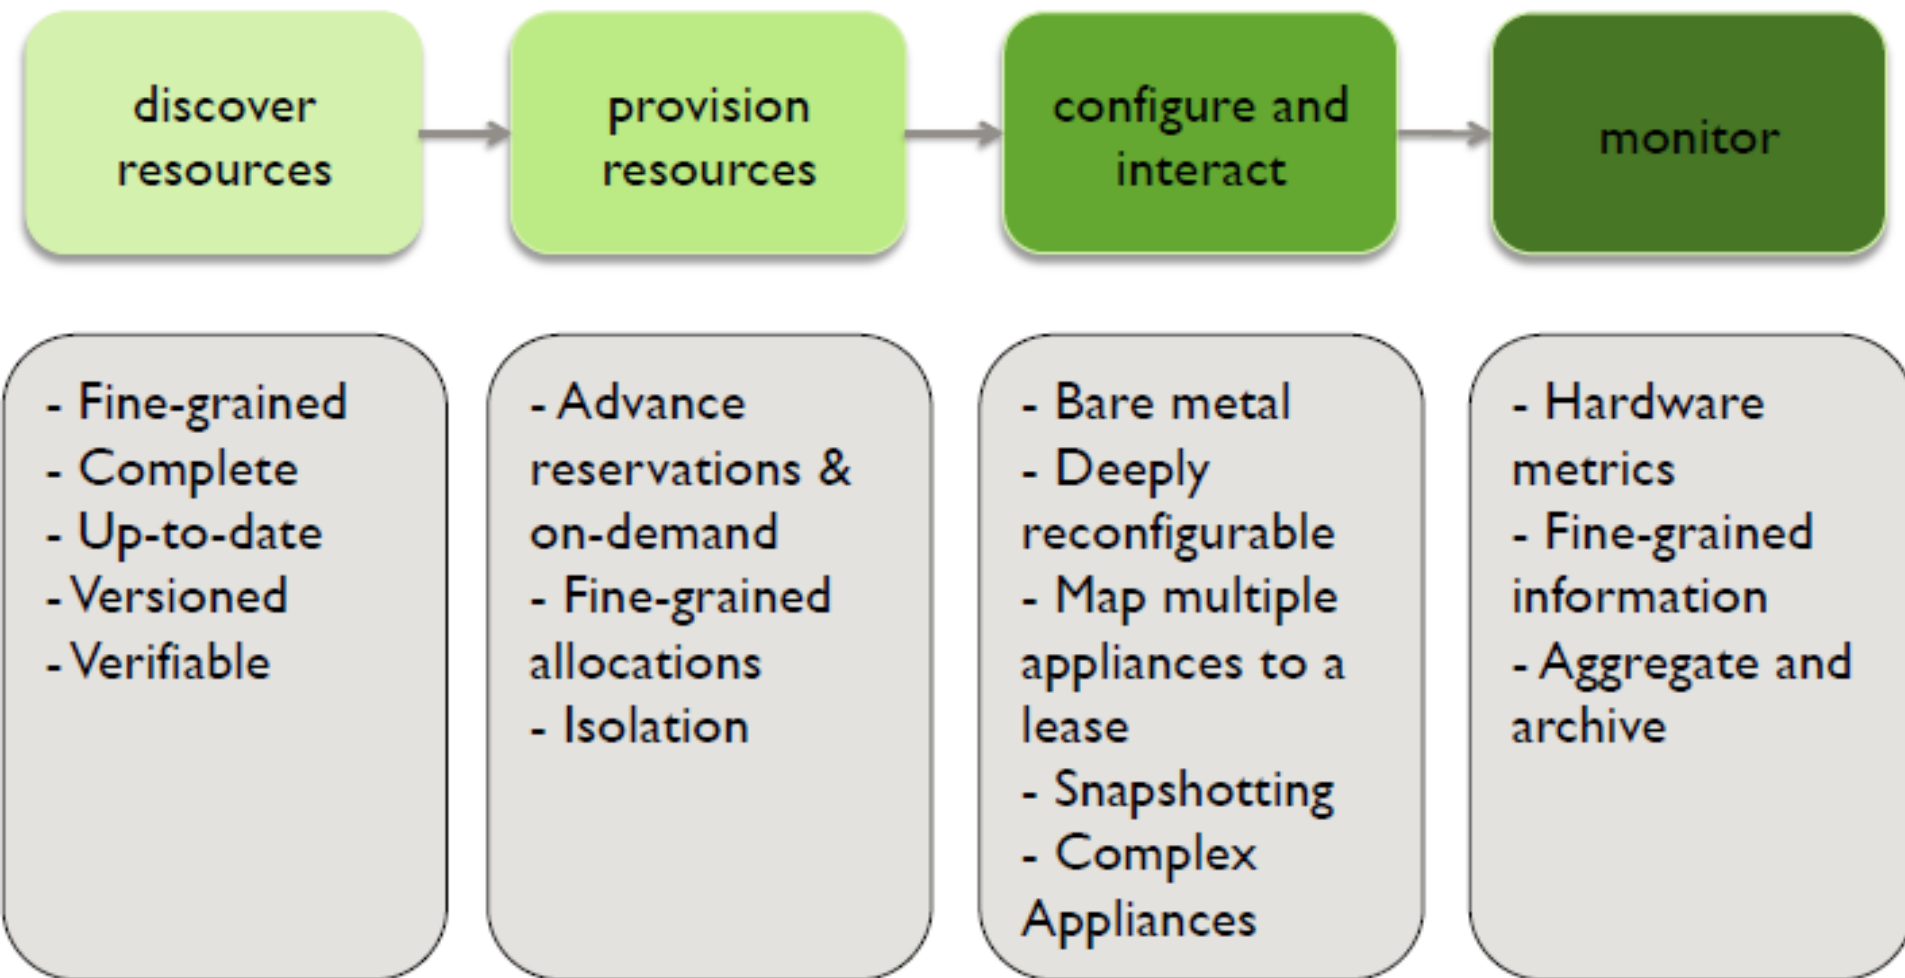 discover
resources
provision
resources
configure and
interact
monitor
- Fine-grained
- Complete
- Up-to-date
- Versioned
- Verifiable
- Advance
reservations &
on-demand
- Fine-grained
allocations
- Isolation
- Bare metal
- Deeply
reconfigurable
- Map multiple
appliances to a
lease
- Snapshotting
- Complex
Appliances
- Hardware
metrics
- Fine-grained
information
- Aggregate and
archive